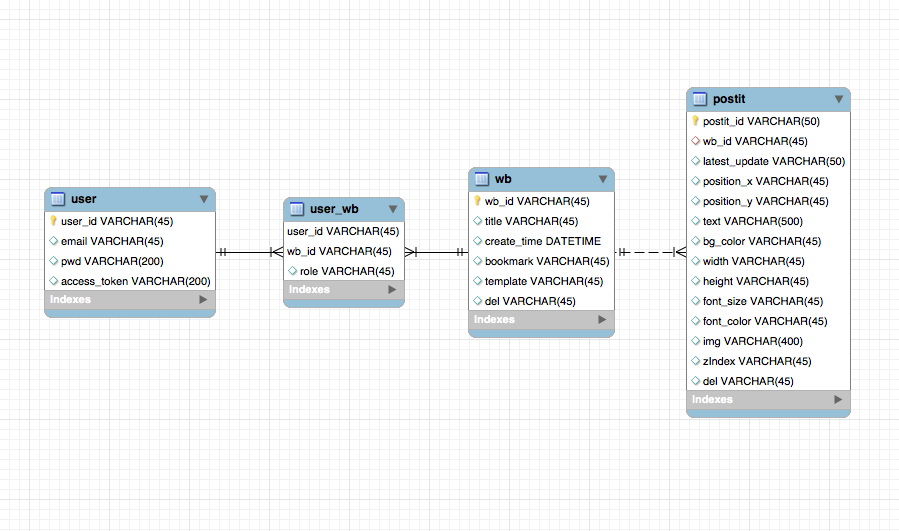 user
user_id VARCHAR(45)
email VARCHAR(45)
pwd VARCHAR(200)
access_token VARCHAR(200)
Indexes
user_wb
user_id VARCHAR(45)
wb_id VARCHAR(45)
role VARCHAR(45)
Indexes
wb
wb_id VARCHAR(45)
title VARCHAR(45)
create_time DATETIME
bookmark VARCHAR(45)
template VARCHAR(45)
del VARCHAR(45)
Indexes
postit
postit_id VARCHAR(50)
wb_id VARCHAR(45)
latest_update VARCHAR(50)
position_x VARCHAR(45)
position_y VARCHAR(45)
text VARCHAR(500)
bg_color VARCHAR(45)
width VARCHAR(45)
height VARCHAR(45)
font_size VARCHAR(45)
font_color VARCHAR(45)
img VARCHAR(400)
zIndex VARCHAR(45)
del VARCHAR(45)
Indexes